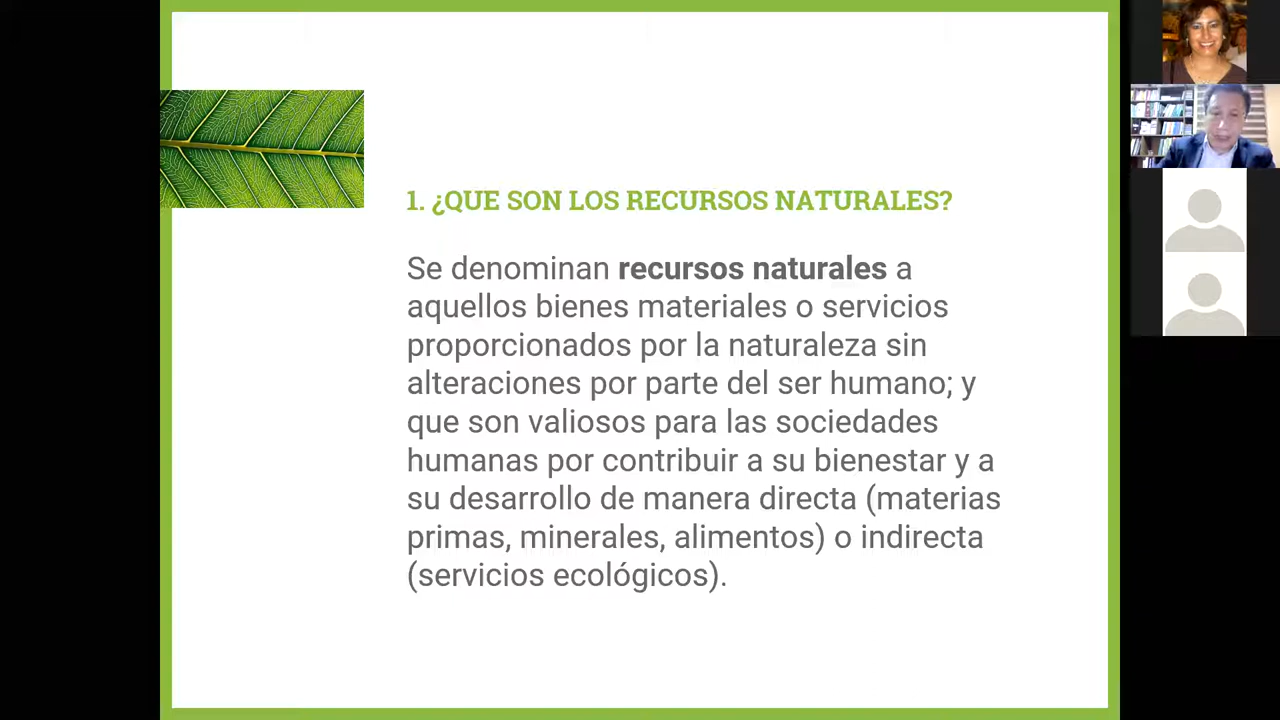 1. ¿QUE SON LOS RECURSOS NATURALES?
Se denominan recursos naturales a
aquellos bienes materiales o servicios
proporcionados por la naturaleza sin
alteraciones por parte del ser humano; y
que son valiosos para las sociedades
humanas por contribuir a su bienestar y a
su desarrollo de manera directa (materias
primas, minerales, alimentos) o indirecta
(servicios ecológicos).